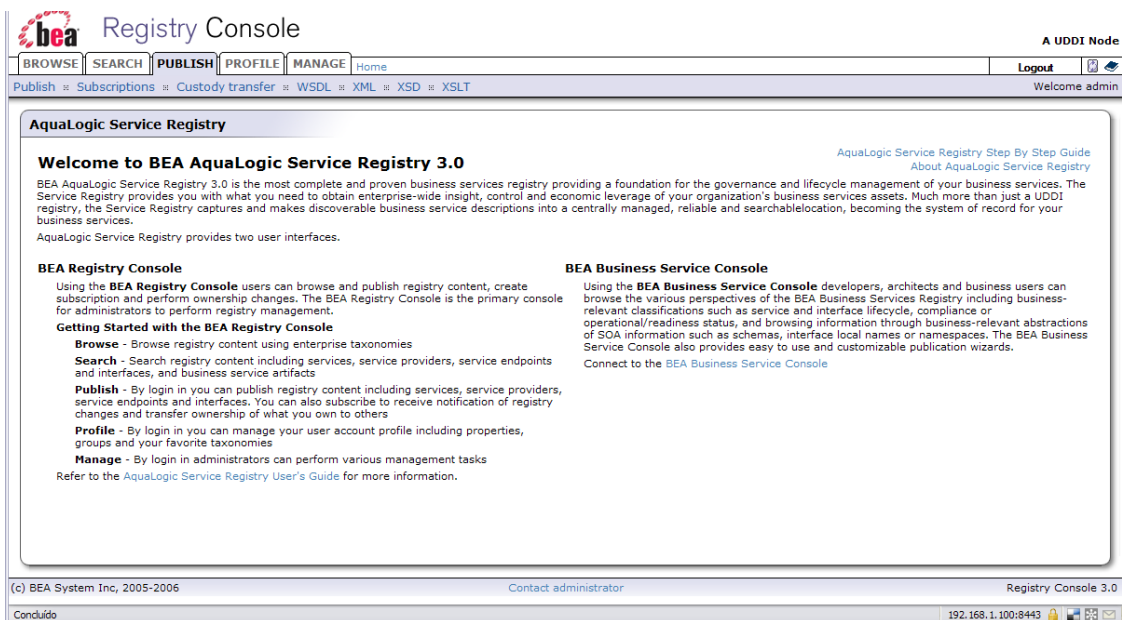 bea Registry Console
A UDDI Node
BROWSE SEARCH PUBLISH PROFILE MANAGE Home
Logout
Publish Subscriptions Custody transfer WSDL XML XSD XSLT
Welcome admin
AquaLogic Service Registry
AquaLogic Service Registry Step By Step Guide
About AquaLogic Service Registry
Welcome to BEA AquaLogic Service Registry 3.0
BEA AquaLogic Service Registry 3.0 is the most complete and proven business services registry providing a foundation for the governance and lifecycle management of your business services. The
Service Registry provides you with what you need to obtain enterprise-wide insight, control and economic leverage of your organization's business services assets. Much more than just a UDDI
registry, the Service Registry captures and makes discoverable business service descriptions into a centrally managed, reliable and searchablelocation, becoming the system of record for your
business services.
AquaLogic Service Registry provides two user interfaces.
BEA Registry Console
Using the BEA Registry Console users can browse and publish registry content, create
subscription and perform ownership changes. The BEA Registry Console is the primary console
for administrators to perform registry management.
Getting Started with the BEA Registry Console
Browse - Browse registry content using enterprise taxonomies
Search - Search registry content including services, service providers, service endpoints
and interfaces, and business service artifacts
Publish - By login in you can publish registry content including services, service providers,
service endpoints and interfaces. You can also subscribe to receive notification of registry
changes and transfer ownership of what you own to others
Profile - By login in you can manage your user account profile including properties,
groups and your favorite taxonomies
Manage - By login in administrators can perform various management tasks
Refer to the AquaLogic Service Registry User's Guide for more information.
BEA Business Service Console
Using the BEA Business Service Console developers, architects and business users can
browse the various perspectives of the BEA Business Services Registry including business-
relevant classifications such as service and interface lifecycle, compliance or
operational/readiness status, and browsing information through business-relevant abstractions
of SOA information such as schemas, interface local names or namespaces. The BEA Business
Service Console also provides easy to use and customizable publication wizards.
Connect to the BEA Business Service Console
(c) BEA System Inc, 2005-2006
Contact administrator
Registry Console 3.0
Concluído
192.168.1.100:8443